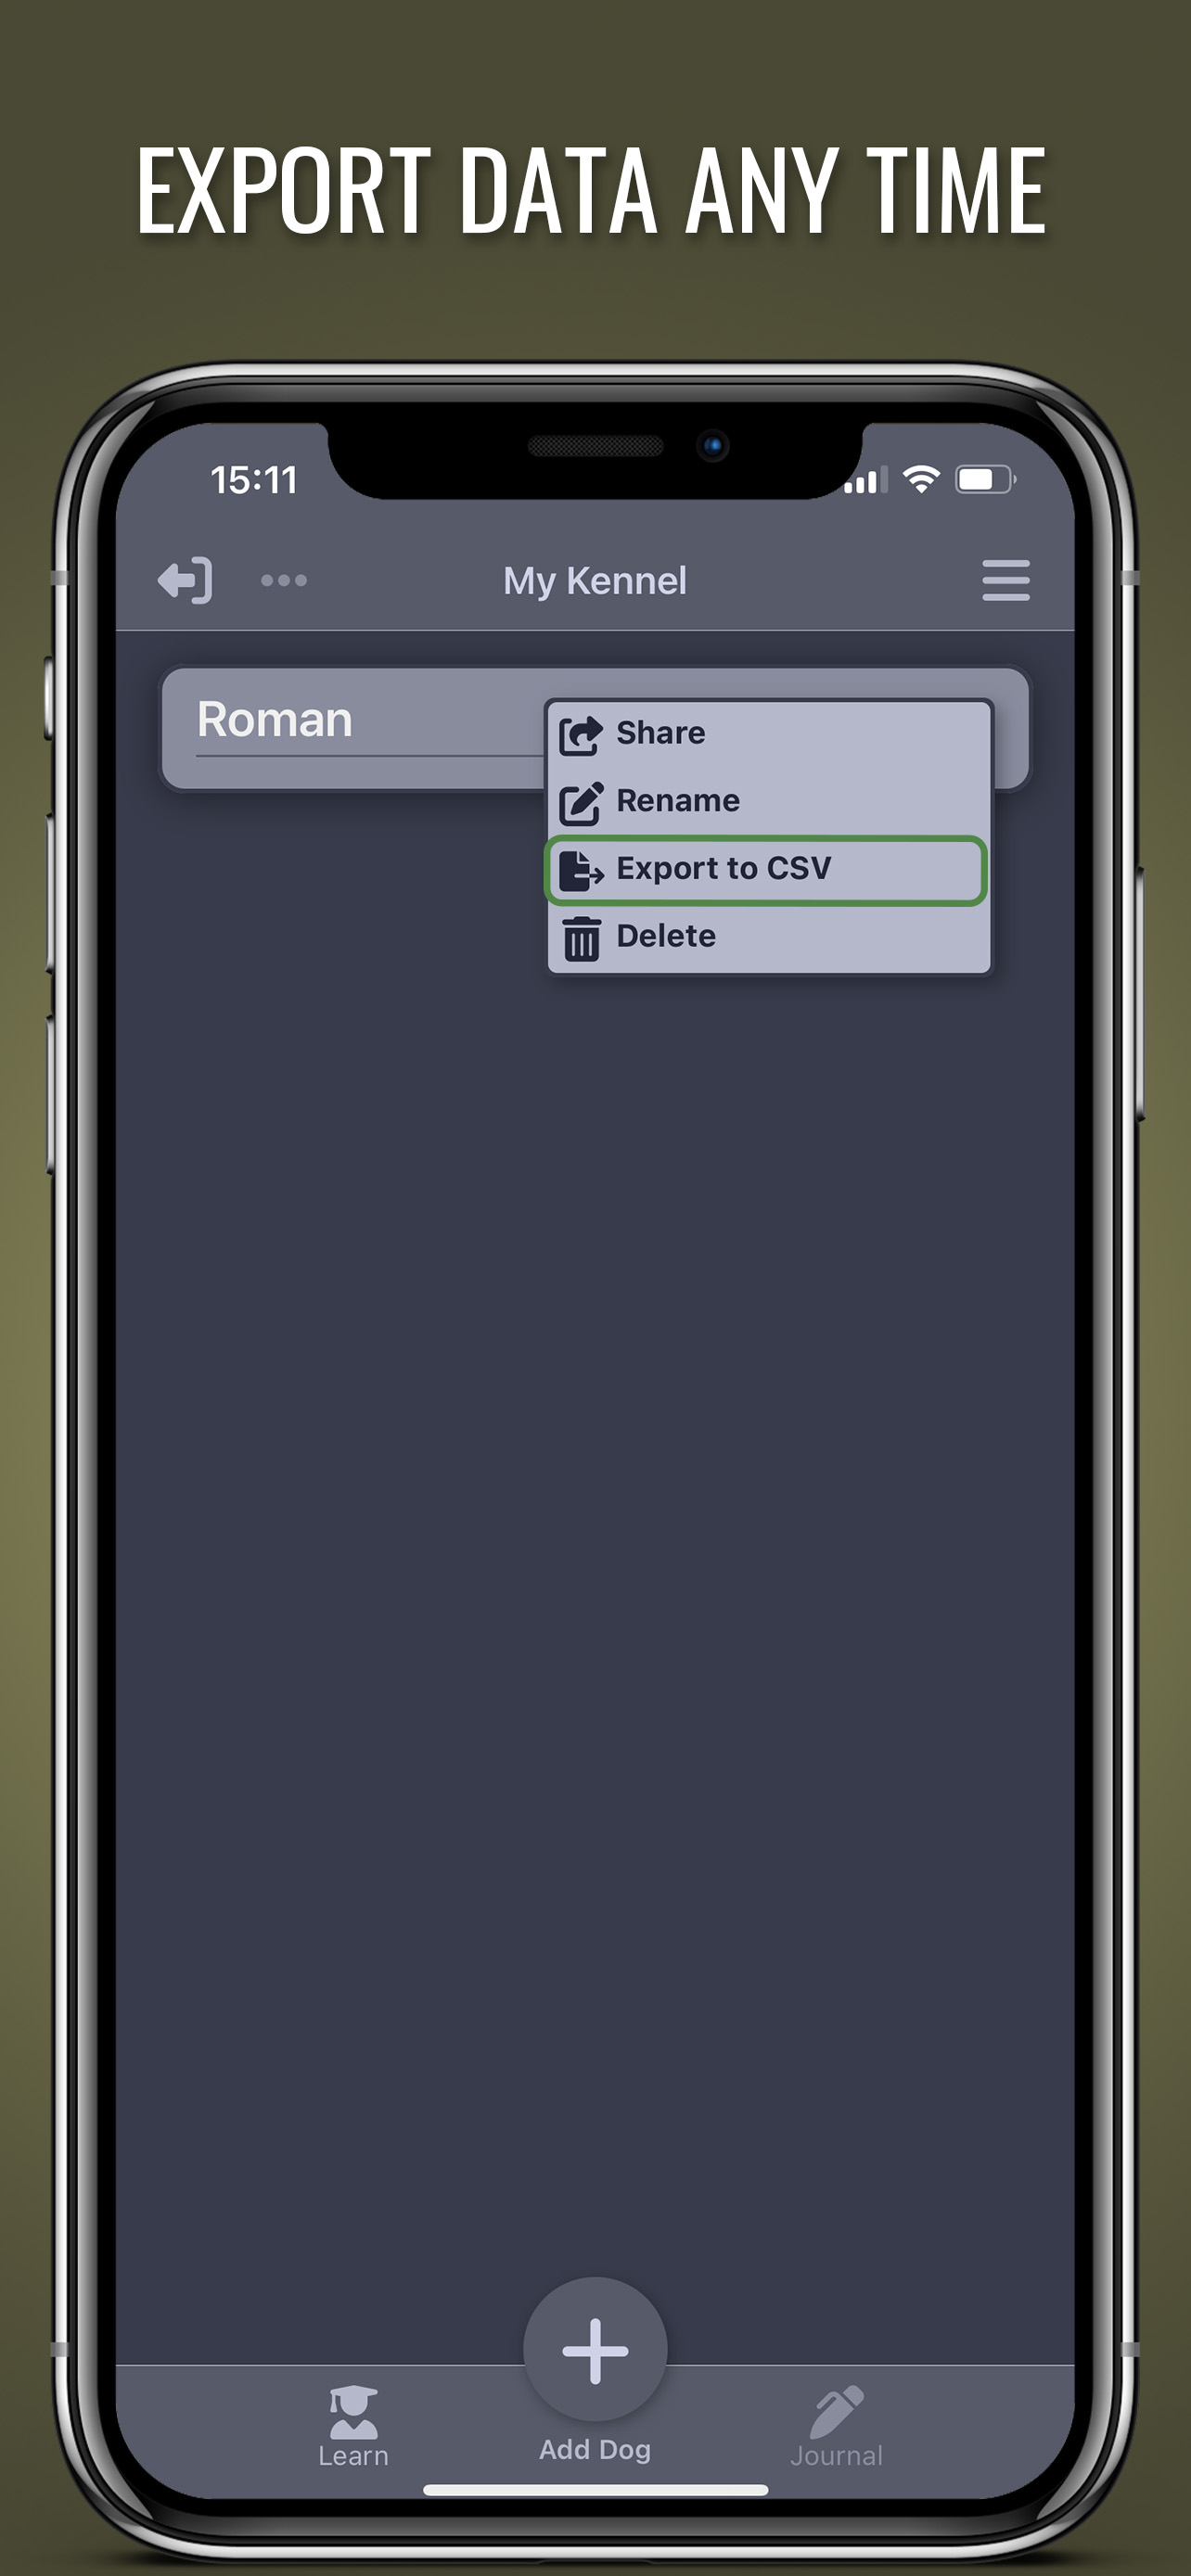 EXPORT DATA ANY TIME
15:11
My Kennel
Roman
Share
Rename
Export to CSV
Delete
Add Dog
Learn
Journal